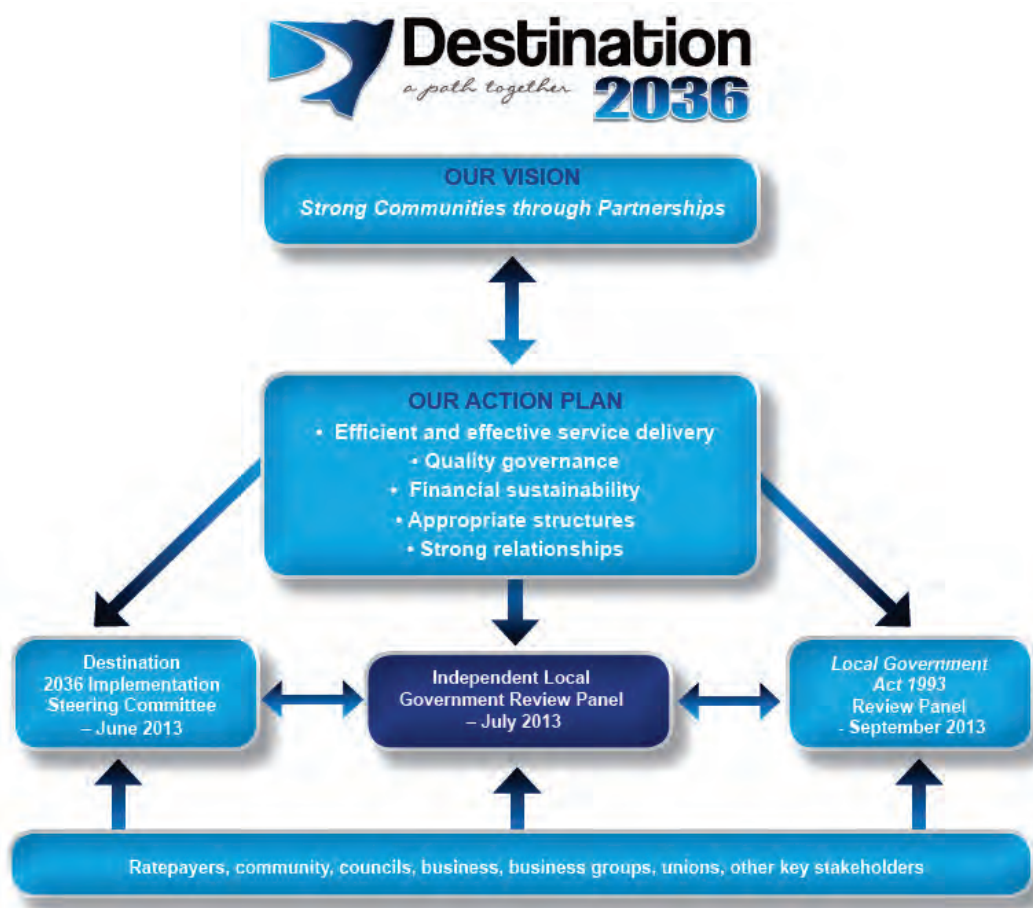 Destination
a path together
2036
OUR VISION
Strong Communities through Partnerships
OUR ACTION PLAN
• Efficient and effective service delivery
• Quality governance
• Financial sustainability
• Appropriate structures
• Strong relationships
Destination
2036 Implementation
Steering Committee
– June 2013
Independent Local
Government Review Panel
– July 2013
Local Government
Act 1993
Review Panel
- September 2013
Ratepayers, community, councils, business, business groups, unions, other key stakeholders